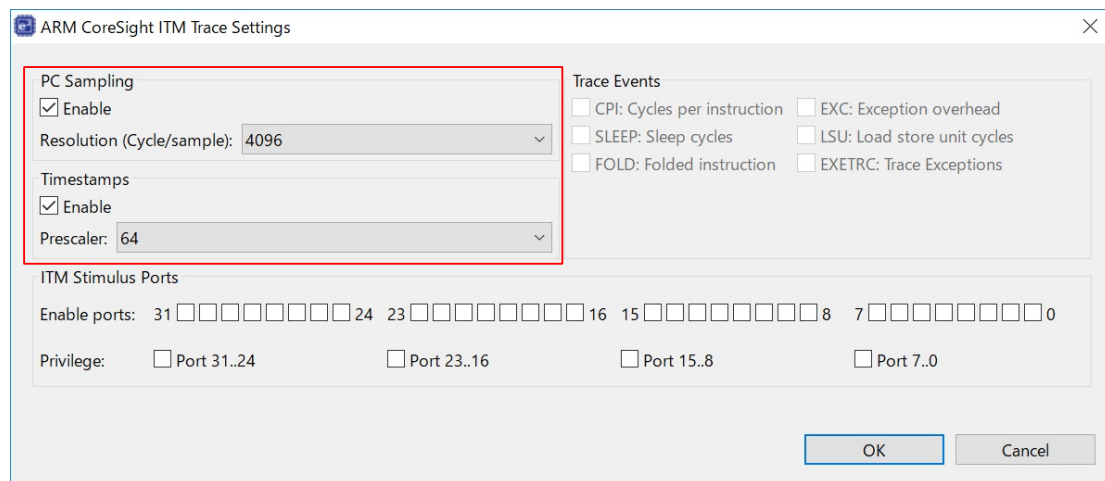 ARM CoreSight ITM Trace Settings
PC Sampling
Enable
Resolution (Cycle/sample): 4096
Timestamps
Enable
Prescaler: 64
Trace Events
CPI: Cycles per instruction EXC: Exception overhead
SLEEP: Sleep cycles LSU: Load store unit cycles
FOLD: Folded instruction EXETRC: Trace Exceptions
ITM Stimulus Ports
Enable ports: 31 24 23 16 15 8 7 0
Privilege: Port 31..24 Port 23..16 Port 15..8 Port 7..0
OK Cancel